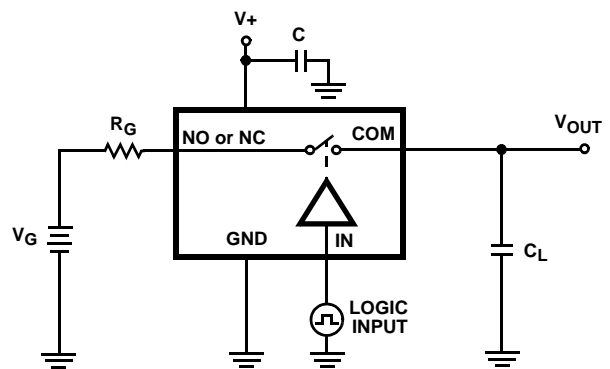 V+
C
RG
NO or NC
COM
VOUT
VG
GND
IN
CL
LOGIC
INPUT